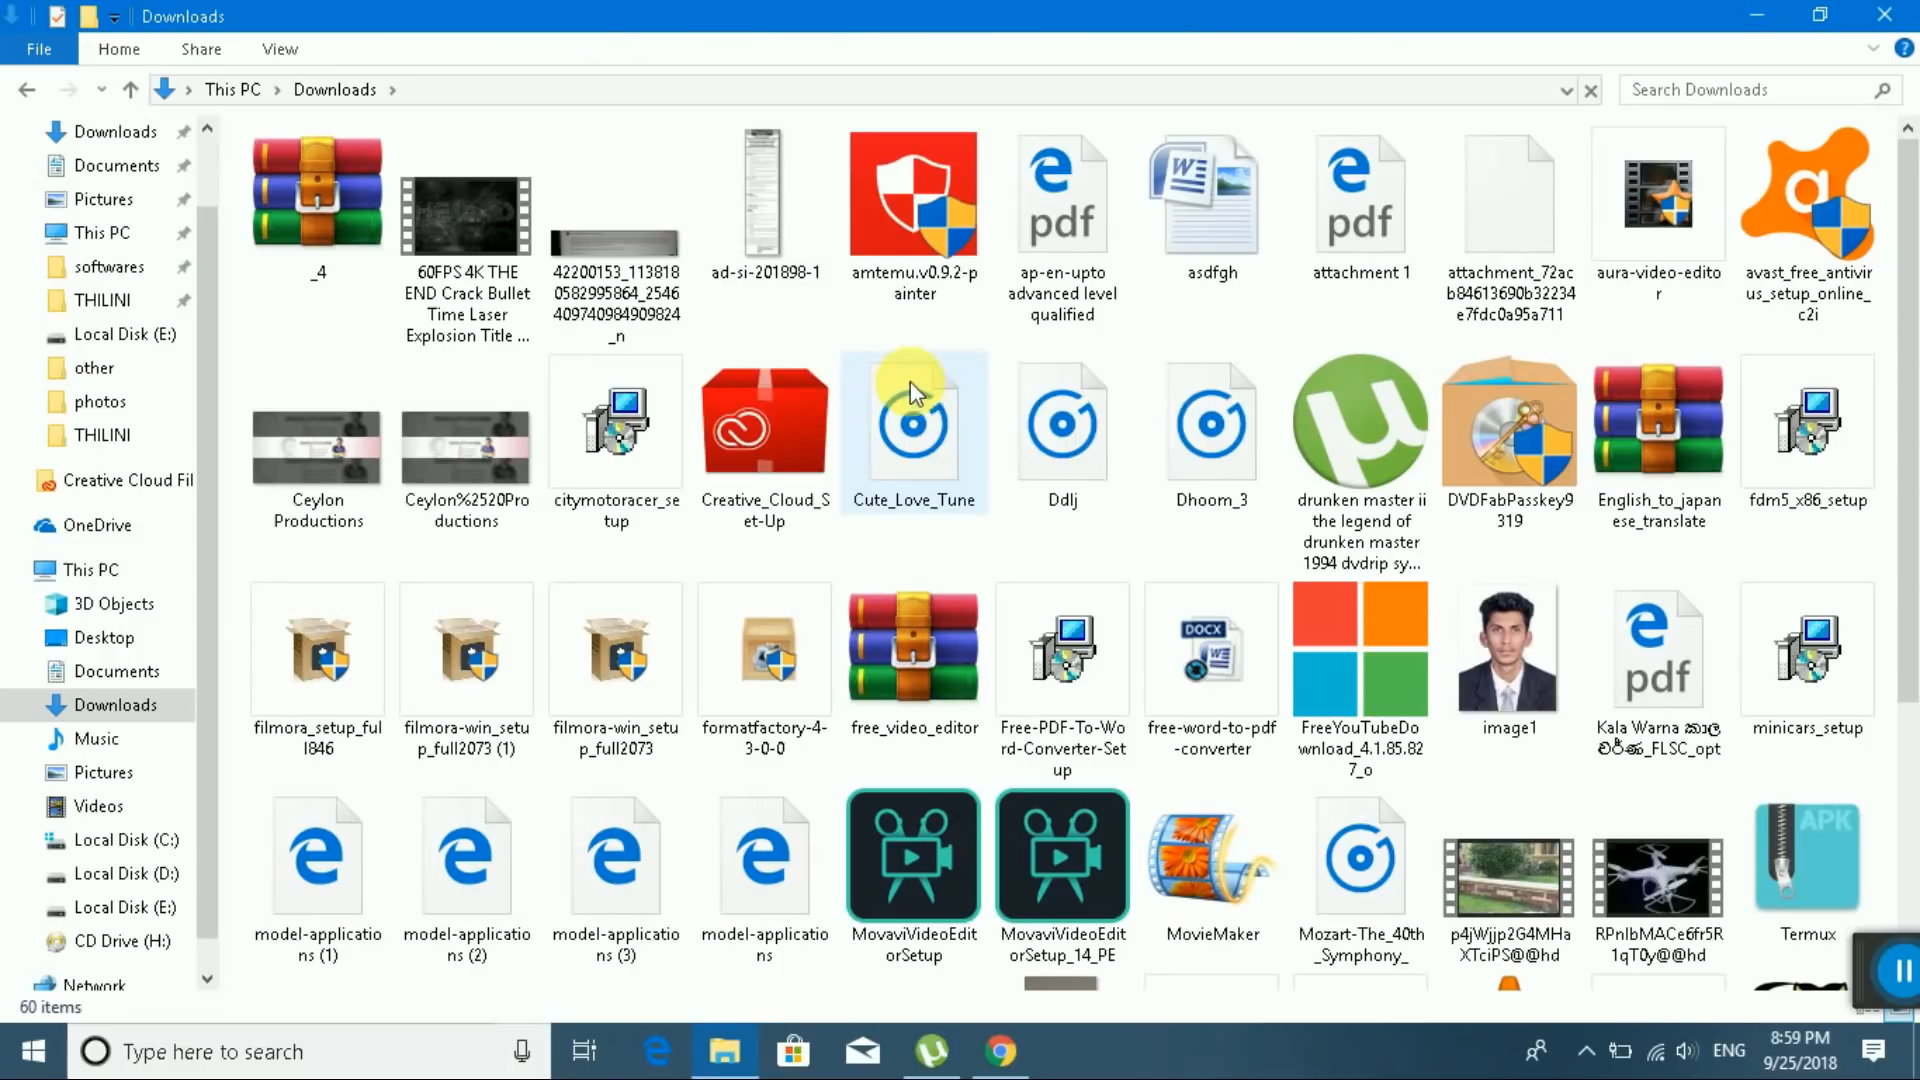 Downloads
File Home Share View
This PC Downloads
Search Downloads
Downloads
Documents
Pictures
This PC
softwares
THILINI
Local Disk (E:)
other
photos
THILINI
Creative Cloud Fil
OneDrive
This PC
3D Objects
Desktop
Documents
Downloads
Music
Pictures
Videos
Local Disk (C:)
Local Disk (D:)
Local Disk (E:)
CD Drive (H:)
Network
_4
60FPS 4K THE
END Crack Bullet
Time Laser
Explosion Title ...
42200153_113818
0582995864_2546
409740984909824
_n
ad-si-201898-1
amtemu.v0.9.2-p
ainter
pdf
ap-en-upto
advanced level
qualified
W
asdfgh
pdf
attachment 1
attachment_72ac
b84613690b32234
e7fdc0a95a711
aura-video-edito
r
avast_free_antivir
us_setup_online_
c2i
Ceylon
Productions
Ceylon%2520Pro
ductions
citymotoracer_se
tup
Creative_Cloud_S
et-Up
Cute_Love_Tune
Ddlj
Dhoom_3
µ
drunken master ii
the legend of
drunken master
1994 dvdrip sy...
DVDFabPasskey9
319
English_to_japan
ese_translate
fdm5_x86_setup
filmora_setup_ful
l846
filmora-win_setu
p_full2073 (1)
filmora-win_setu
p_full2073
formatfactory-4-
3-0-0
free_video_editor
Free-PDF-To-Wo
rd-Converter-Set
up
DOCX
W
free-word-to-pdf
-converter
FreeYouTubeDo
wnload_4.1.85.82
7_o
image1
pdf
Kala Warna කාල
වර්ණ_FLSC_opt
minicars_setup
model-applicatio
ns (1)
model-applicatio
ns (2)
model-applicatio
ns (3)
model-applicatio
ns
MovaviVideoEdit
orSetup
MovaviVideoEdit
orSetup_14_PE
MovieMaker
Mozart-The_40th
_Symphony_
p4jWjjp2G4MHa
XTciPS@@hd
RPnIbMACe6fr5R
1qT0y@@hd
APK
Termux
60 items
Type here to search
ENG
8:59 PM
9/25/2018